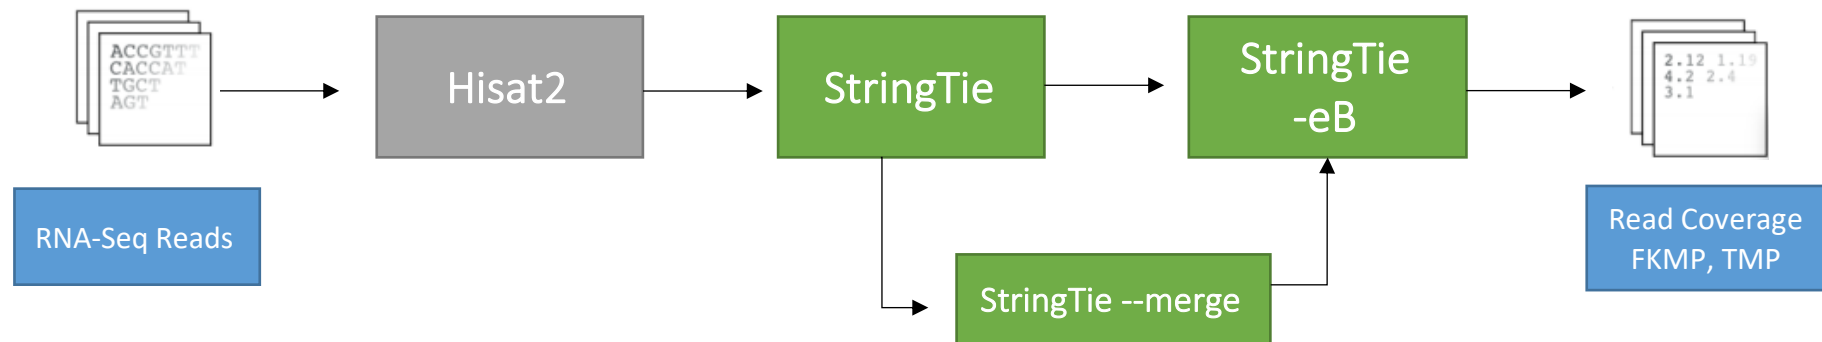 ACCGTTT
CACCAT
TGCT
AGT
RNA-Seq Reads
Hisat2
StringTie
StringTie
-eB
StringTie --merge
2.12 1.19
4.2 2.4
3.1
Read Coverage
FKMP, TMP